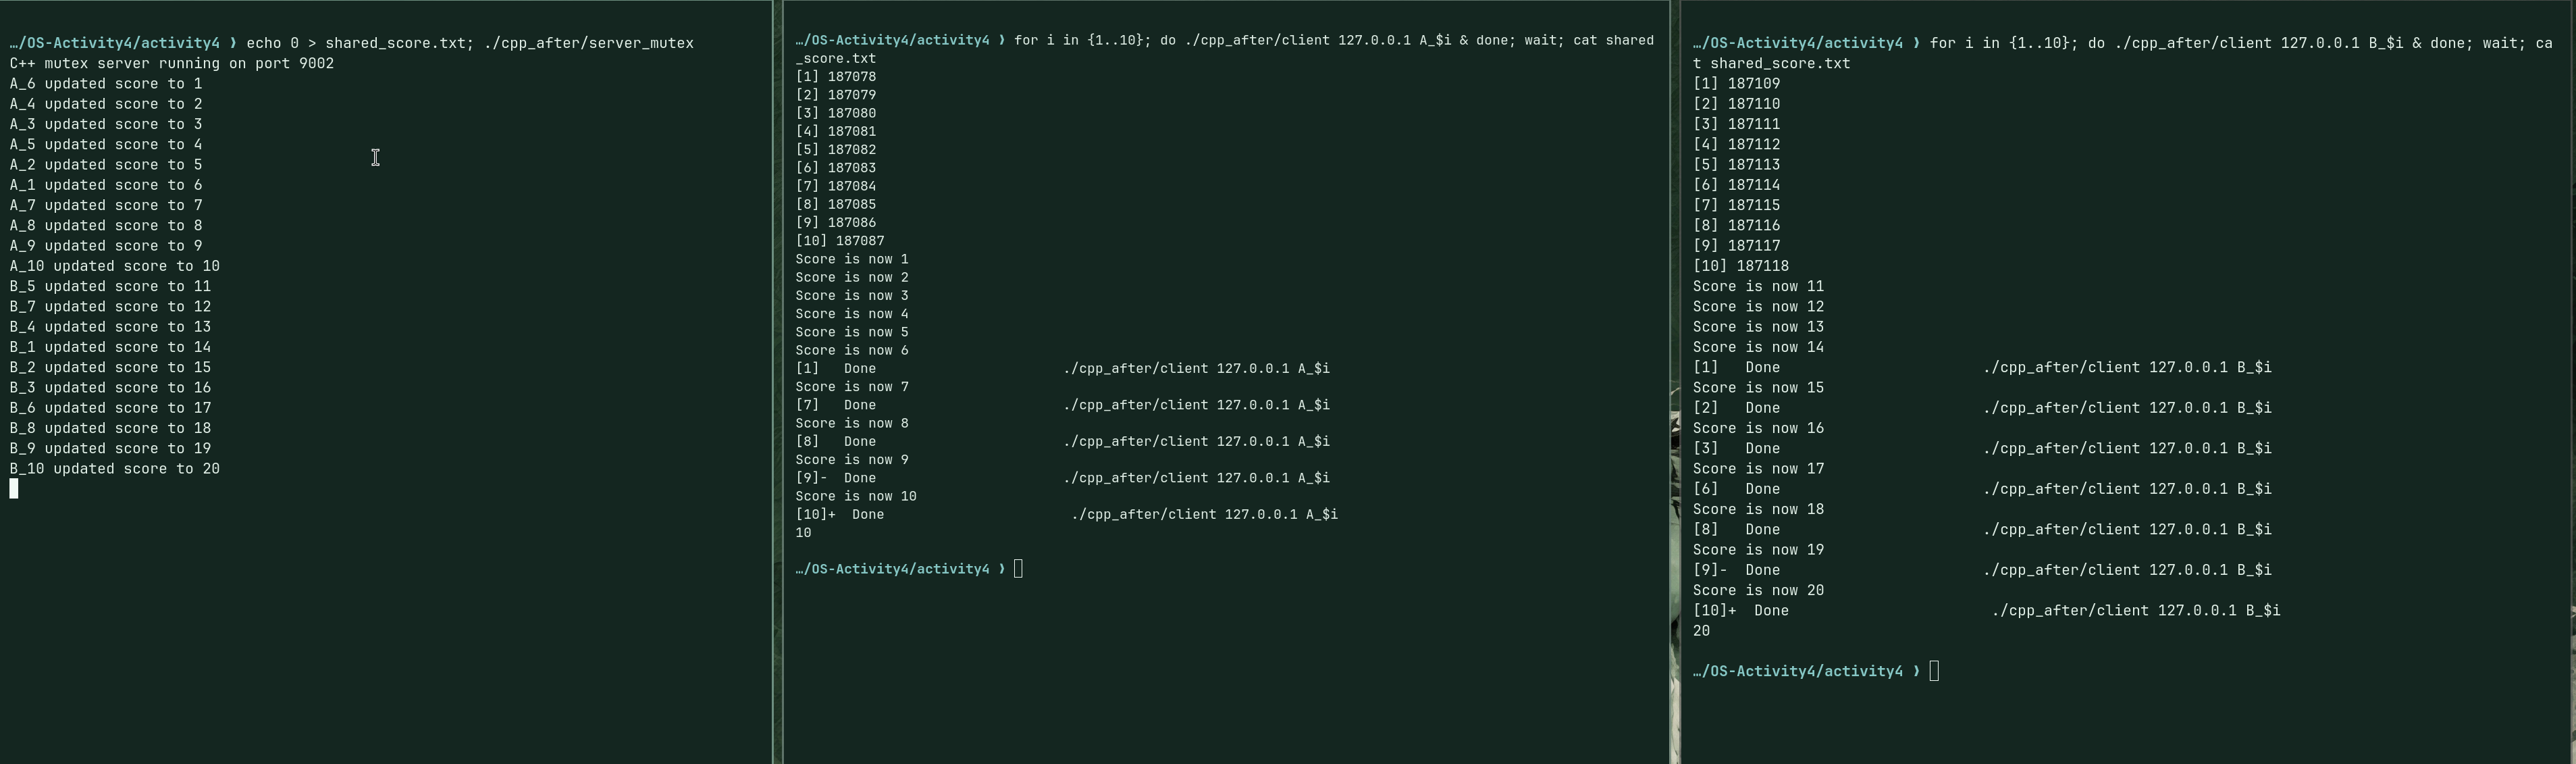 …/OS-Activity4/activity4 ❯ echo 0 > shared_score.txt; ./cpp_after/server_mutex
C++ mutex server running on port 9002
A_6 updated score to 1
A_4 updated score to 2
A_3 updated score to 3
A_5 updated score to 4
A_2 updated score to 5
A_1 updated score to 6
A_7 updated score to 7
A_8 updated score to 8
A_9 updated score to 9
A_10 updated score to 10
B_5 updated score to 11
B_7 updated score to 12
B_4 updated score to 13
B_1 updated score to 14
B_2 updated score to 15
B_3 updated score to 16
B_6 updated score to 17
B_8 updated score to 18
B_9 updated score to 19
B_10 updated score to 20
…/OS-Activity4/activity4 ❯ for i in {1..10}; do ./cpp_after/client 127.0.0.1 A_$i & done; wait; cat shared
_score.txt
[1] 187078
[2] 187079
[3] 187080
[4] 187081
[5] 187082
[6] 187083
[7] 187084
[8] 187085
[9] 187086
[10] 187087
Score is now 1
Score is now 2
Score is now 3
Score is now 4
Score is now 5
Score is now 6
[1]   Done                       ./cpp_after/client 127.0.0.1 A_$i
Score is now 7
[7]   Done                       ./cpp_after/client 127.0.0.1 A_$i
Score is now 8
[8]   Done                       ./cpp_after/client 127.0.0.1 A_$i
Score is now 9
[9]-  Done                       ./cpp_after/client 127.0.0.1 A_$i
Score is now 10
[10]+  Done                       ./cpp_after/client 127.0.0.1 A_$i
10
…/OS-Activity4/activity4 ❯
…/OS-Activity4/activity4 ❯ for i in {1..10}; do ./cpp_after/client 127.0.0.1 B_$i & done; wait; ca
t shared_score.txt
[1] 187109
[2] 187110
[3] 187111
[4] 187112
[5] 187113
[6] 187114
[7] 187115
[8] 187116
[9] 187117
[10] 187118
Score is now 11
Score is now 12
Score is now 13
Score is now 14
[1]   Done                       ./cpp_after/client 127.0.0.1 B_$i
Score is now 15
[2]   Done                       ./cpp_after/client 127.0.0.1 B_$i
Score is now 16
[3]   Done                       ./cpp_after/client 127.0.0.1 B_$i
Score is now 17
[6]   Done                       ./cpp_after/client 127.0.0.1 B_$i
Score is now 18
[8]   Done                       ./cpp_after/client 127.0.0.1 B_$i
Score is now 19
[9]-  Done                       ./cpp_after/client 127.0.0.1 B_$i
Score is now 20
[10]+  Done                       ./cpp_after/client 127.0.0.1 B_$i
20
…/OS-Activity4/activity4 ❯